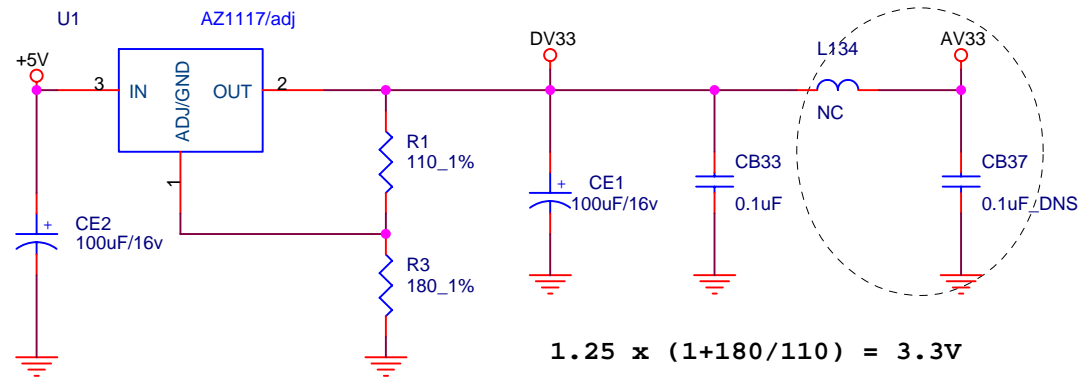 U1
AZ1117/adj
+5V
3
IN
ADJ/GND
OUT
2
1
DV33
L134
NC
AV33
R1
110_1%
CE2
100uF/16v
R3
180_1%
+
CE1
100uF/16v
+
CB33
0.1uF
CB37
0.1uF_DNS
1.25 x (1+180/110) = 3.3V